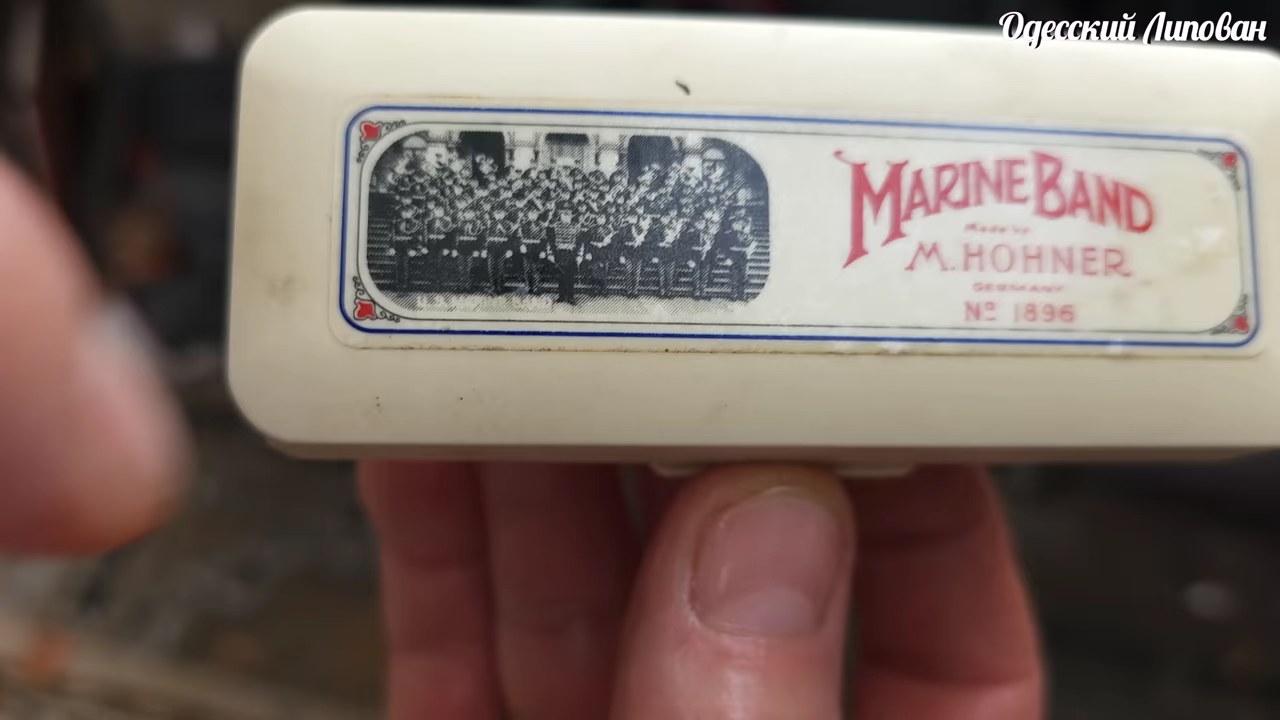 Одесский Липован
MARINE BAND
Made by
M. HOHNER
GERMANY
Nº 1896